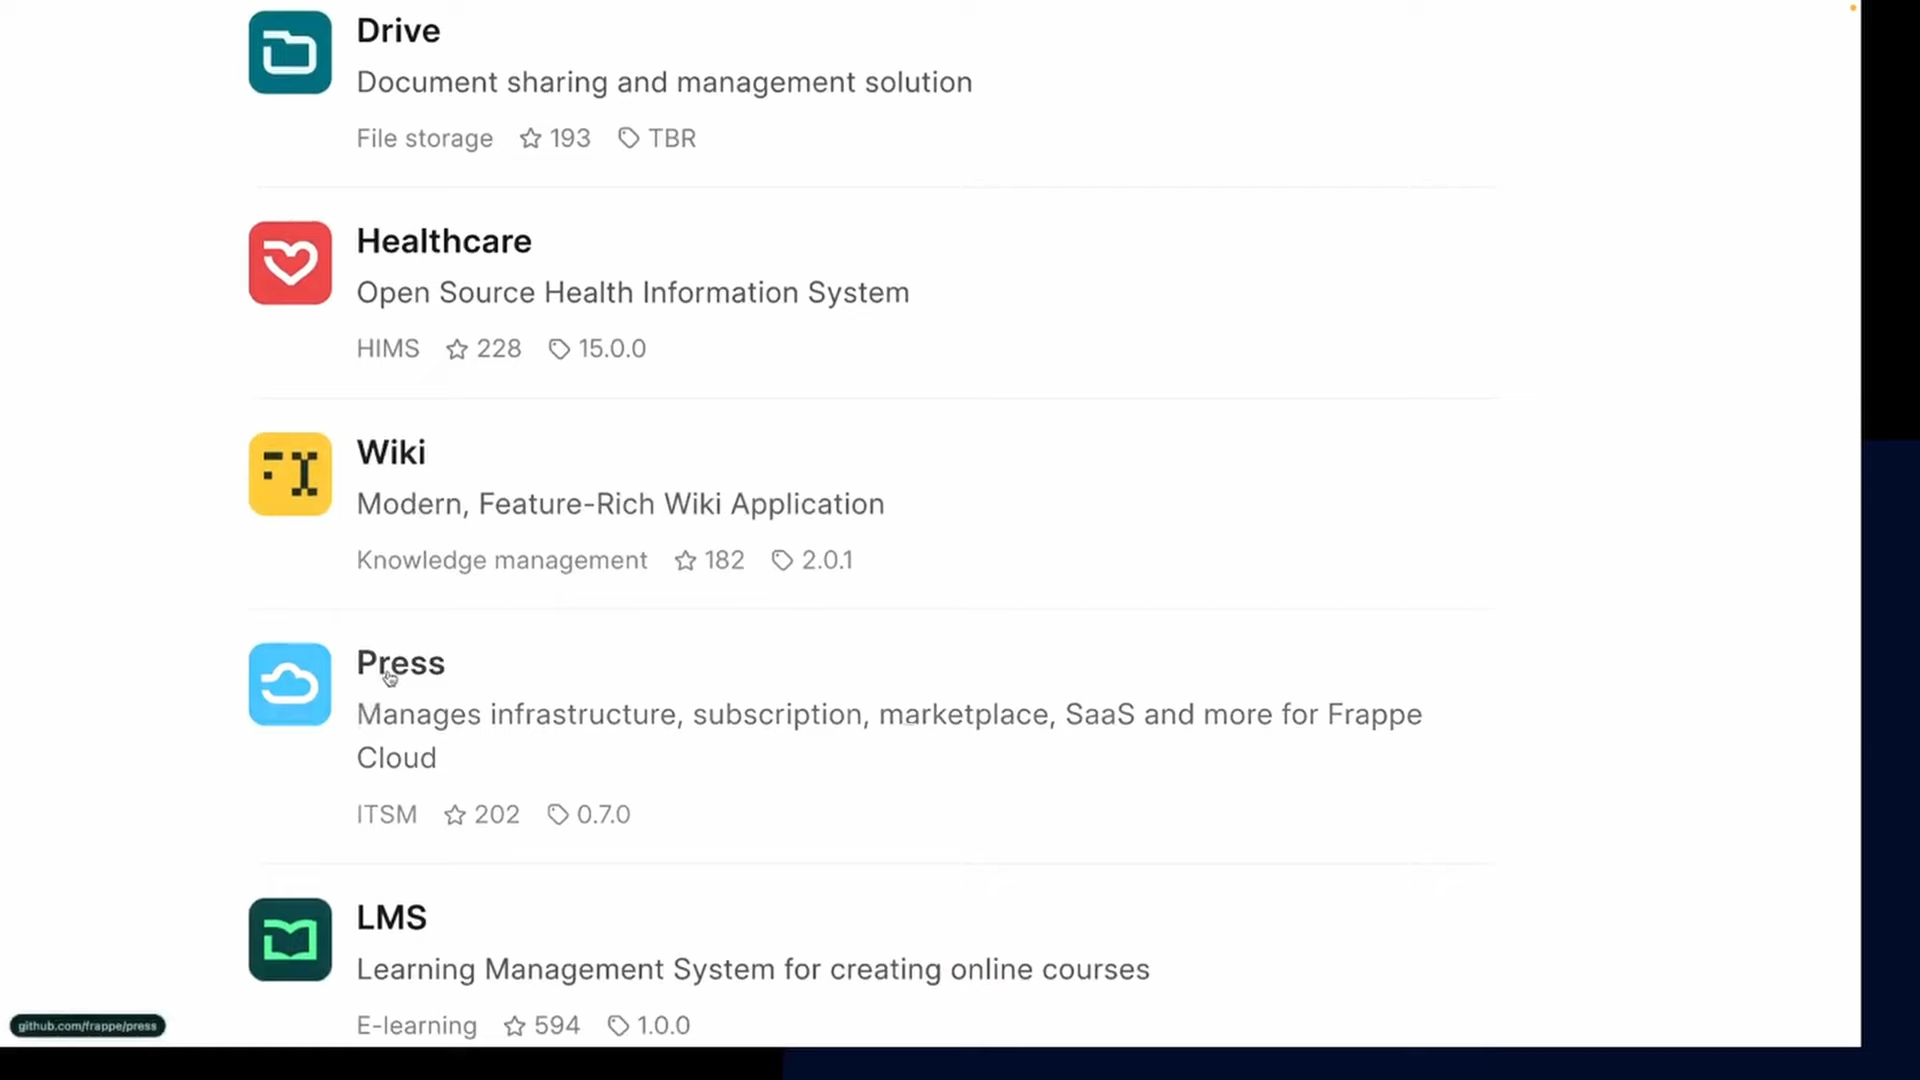 Drive
Document sharing and management solution
File storage 193 TBR
Healthcare
Open Source Health Information System
HIMS 228 15.0.0
Wiki
Modern, Feature-Rich Wiki Application
Knowledge management 182 2.0.1
Press
Manages infrastructure, subscription, marketplace, SaaS and more for Frappe
Cloud
ITSM 202 0.7.0
LMS
Learning Management System for creating online courses
E-learning 594 1.0.0
github.com/frappe/press